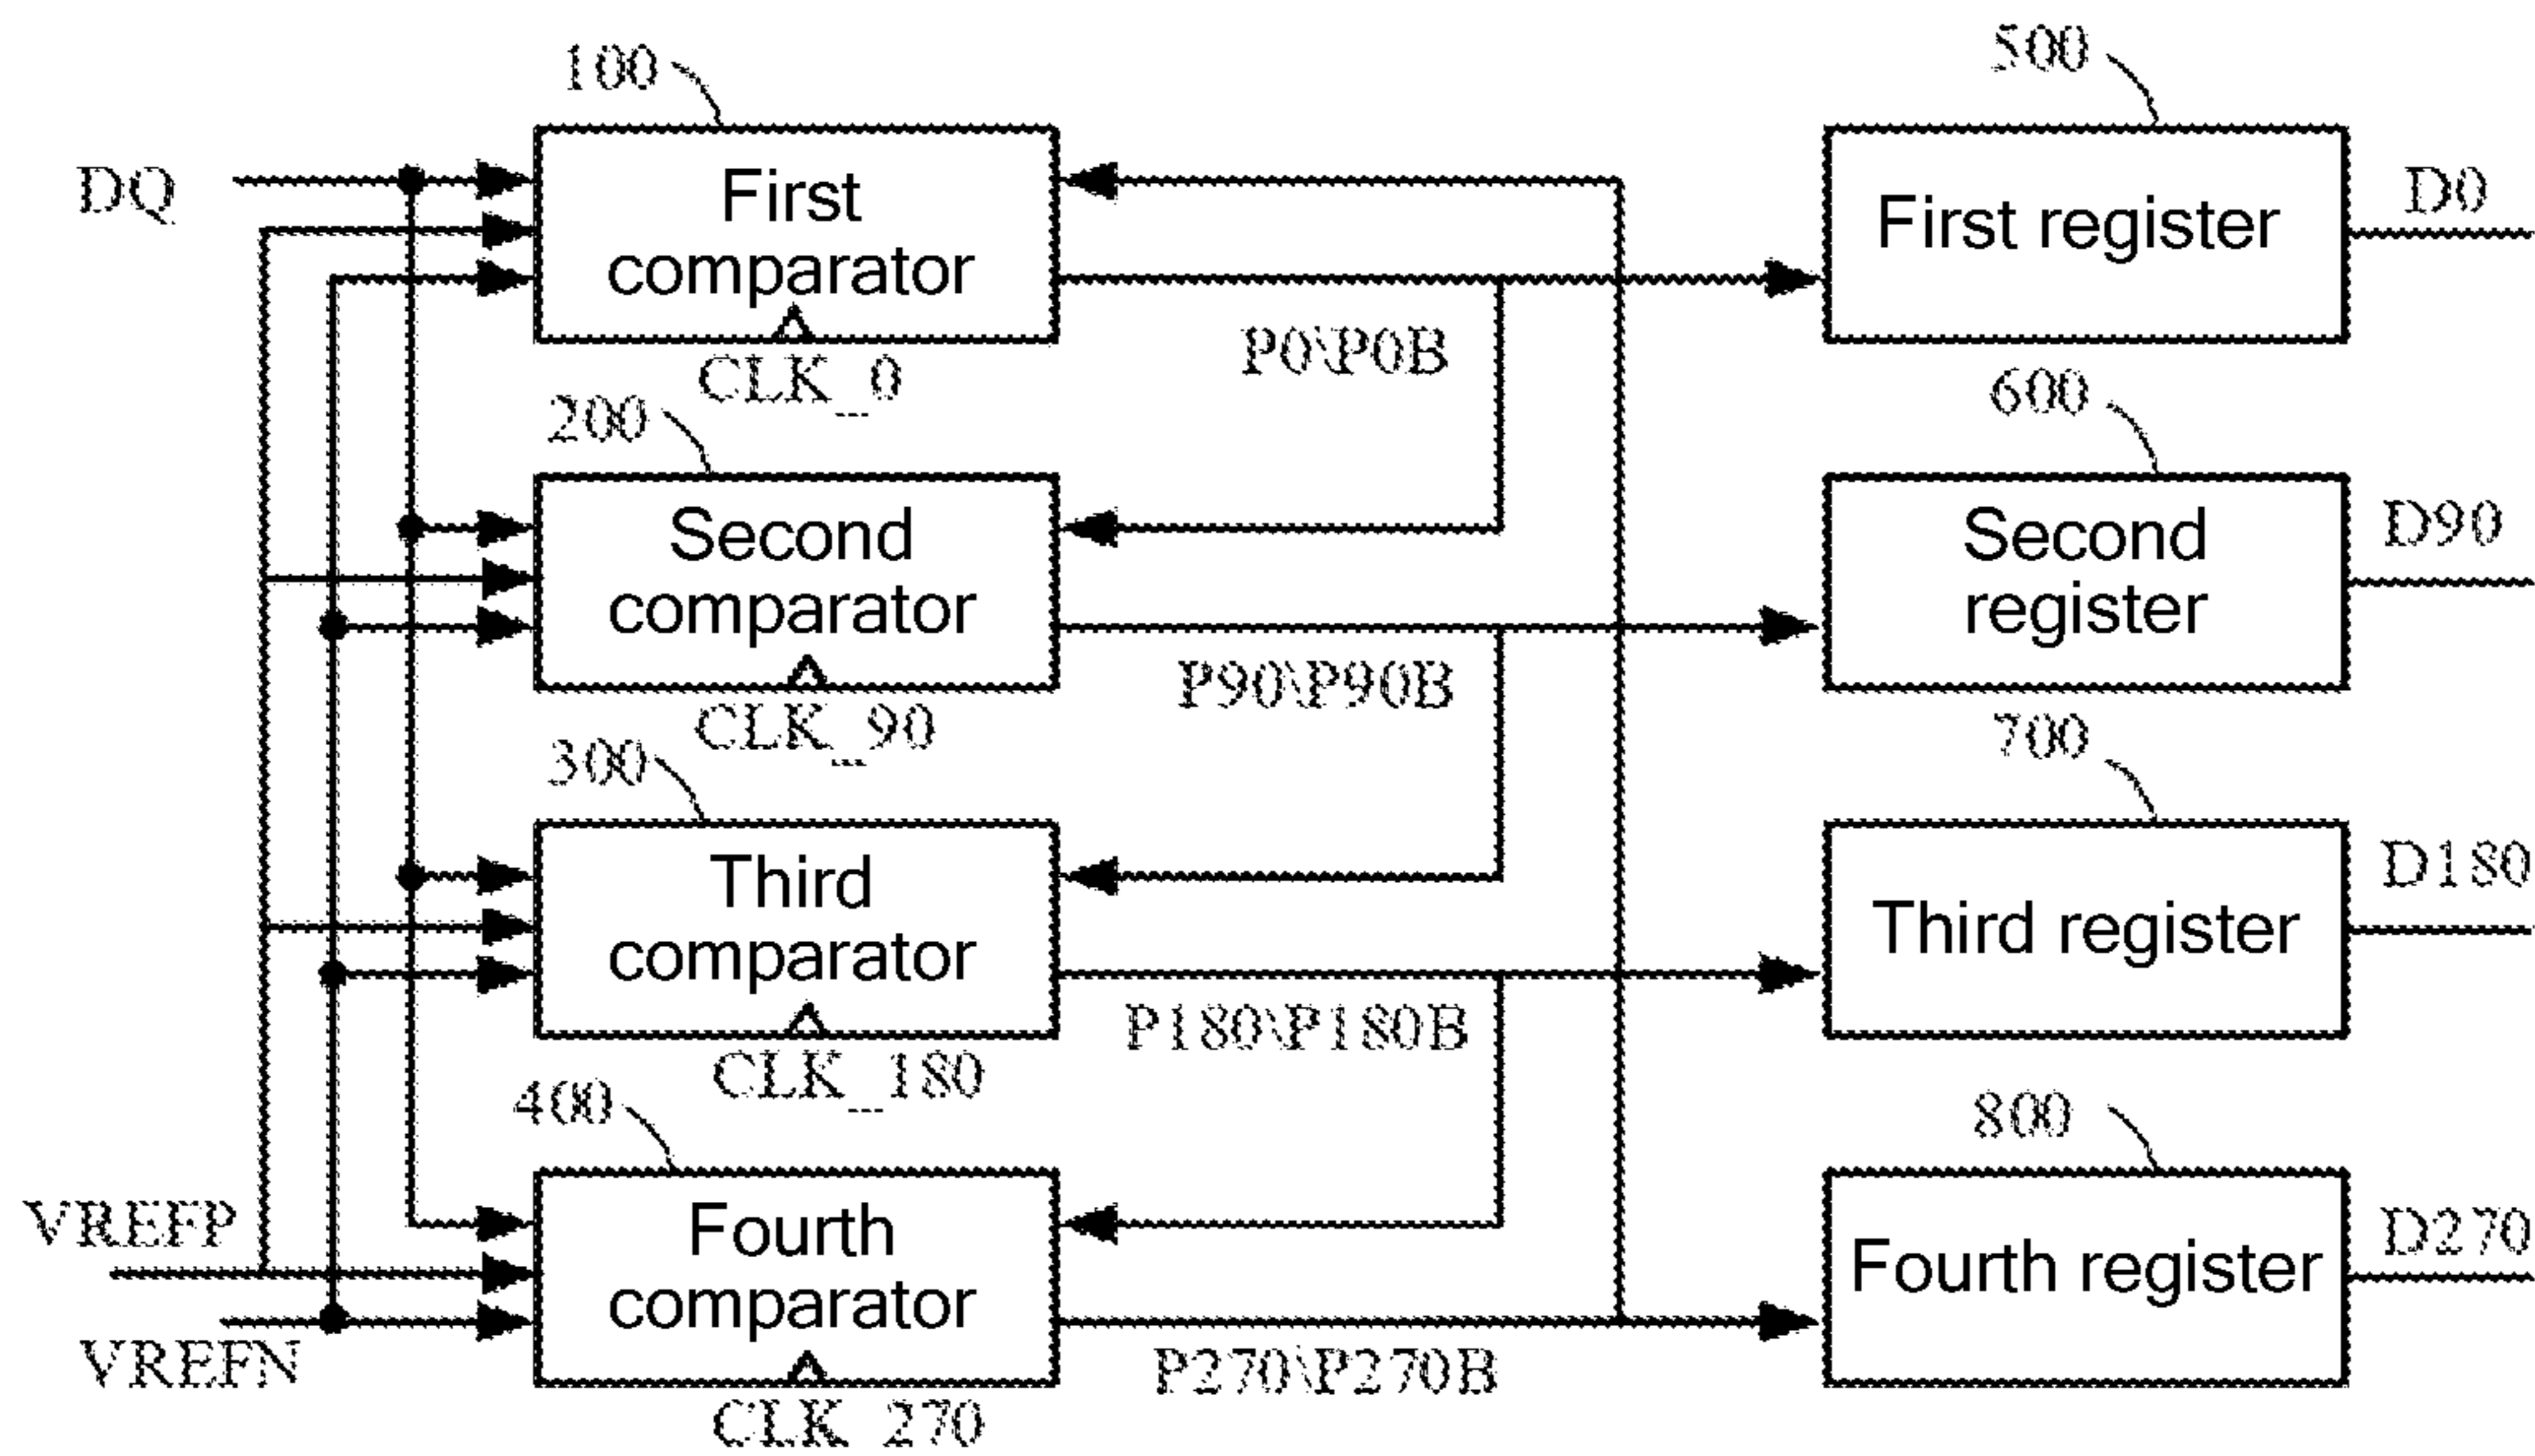 100
500
DQ
First
comparator
First register
D0
CLK_0
P0\P0B
200
600
Second
comparator
Second
register
D90
CLK_90
P90\P90B
300
700
Third
comparator
Third register
D180
CLK_180
P180\P180B
400
800
VREFP
Fourth
comparator
Fourth register
D270
VREFN
CLK_270
P270\P270B